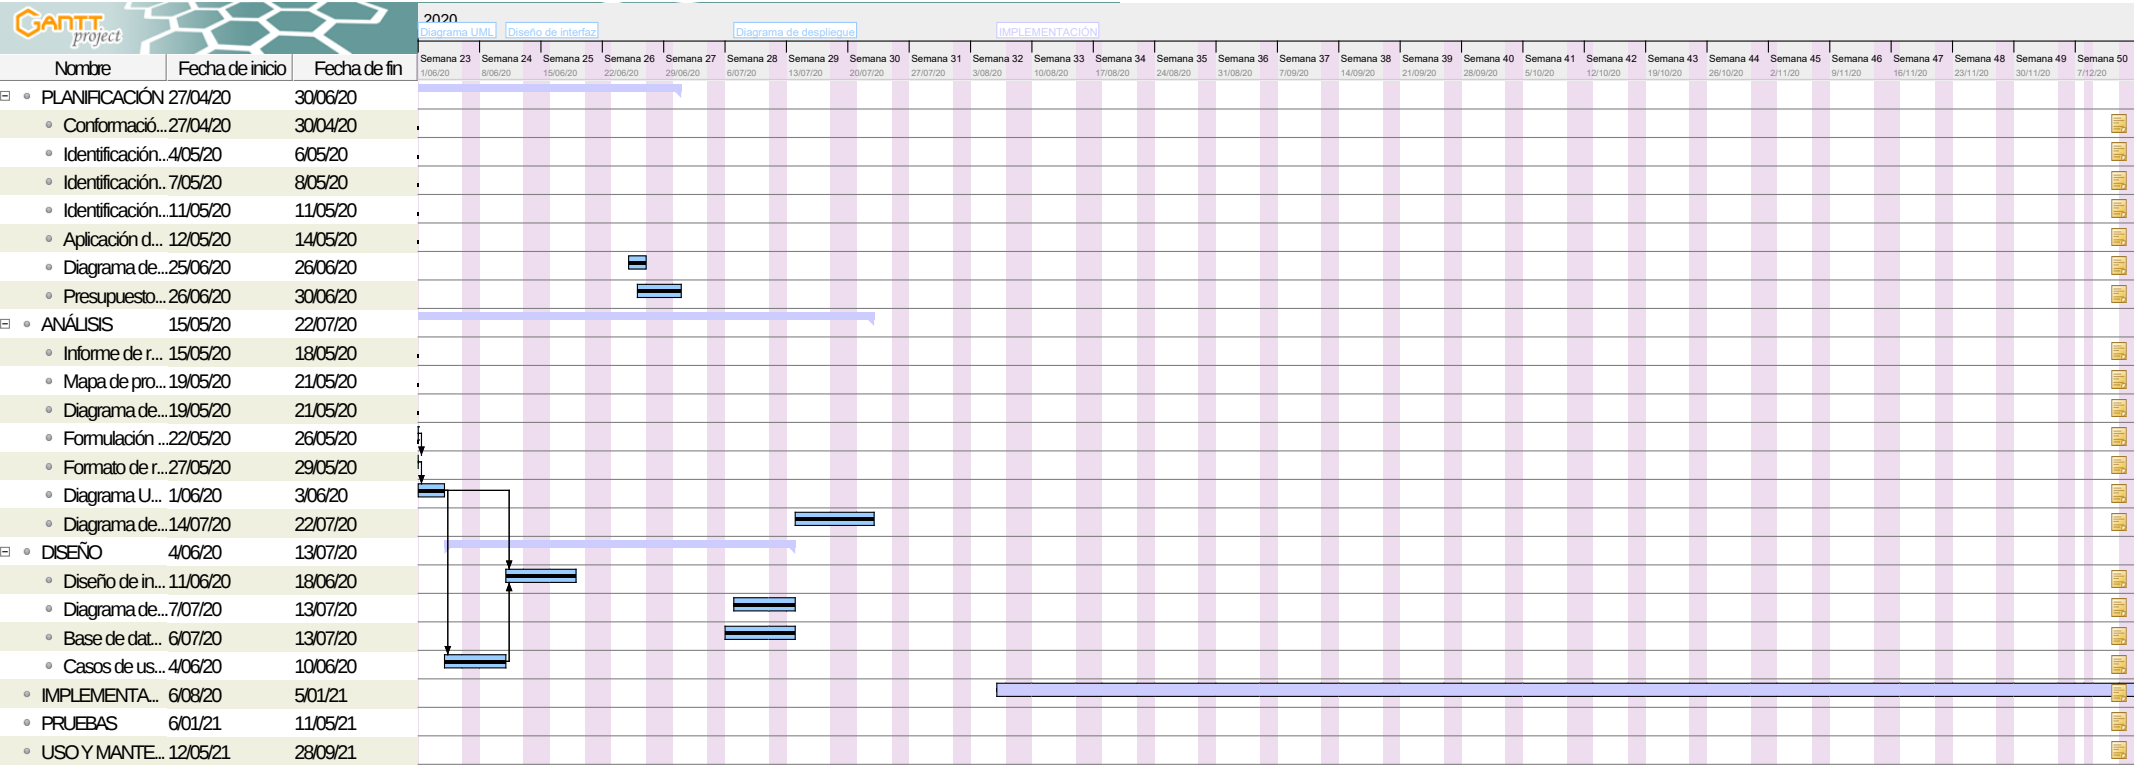 GANTT
project
2020
Diagrama UML Diseño de interfaz Diagrama de despliegue IMPLEMENTACIÓN
Semana 23 Semana 24 Semana 25 Semana 26 Semana 27 Semana 28 Semana 29 Semana 30 Semana 31 Semana 32 Semana 33 Semana 34 Semana 35 Semana 36 Semana 37 Semana 38 Semana 39 Semana 40 Semana 41 Semana 42 Semana 43 Semana 44 Semana 45 Semana 46 Semana 47 Semana 48 Semana 49 Semana 50
1/06/20 8/06/20 15/06/20 22/06/20 29/06/20 6/07/20 13/07/20 20/07/20 27/07/20 3/08/20 10/08/20 17/08/20 24/08/20 31/08/20 7/09/20 14/09/20 21/09/20 28/09/20 5/10/20 12/10/20 19/10/20 26/10/20 2/11/20 9/11/20 16/11/20 23/11/20 30/11/20 7/12/20
Nombre Fecha de inicio Fecha de fin
PLANIFICACIÓN 27/04/20 30/06/20
Conformació... 27/04/20 30/04/20
Identificación... 4/05/20 6/05/20
Identificación... 7/05/20 8/05/20
Identificación... 11/05/20 11/05/20
Aplicación d... 12/05/20 14/05/20
Diagrama de... 25/06/20 26/06/20
Presupuesto... 26/06/20 30/06/20
ANÁLISIS 15/05/20 22/07/20
Informe de r... 15/05/20 18/05/20
Mapa de pro... 19/05/20 21/05/20
Diagrama de... 19/05/20 21/05/20
Formulación ... 22/05/20 26/05/20
Formato de r... 27/05/20 29/05/20
Diagrama U... 1/06/20 3/06/20
Diagrama de... 14/07/20 22/07/20
DISEÑO 4/06/20 13/07/20
Diseño de in... 11/06/20 18/06/20
Diagrama de... 7/07/20 13/07/20
Base de dat... 6/07/20 13/07/20
Casos de us... 4/06/20 10/06/20
IMPLEMENTA... 6/08/20 5/01/21
PRUEBAS 6/01/21 11/05/21
USO Y MANTE... 12/05/21 28/09/21